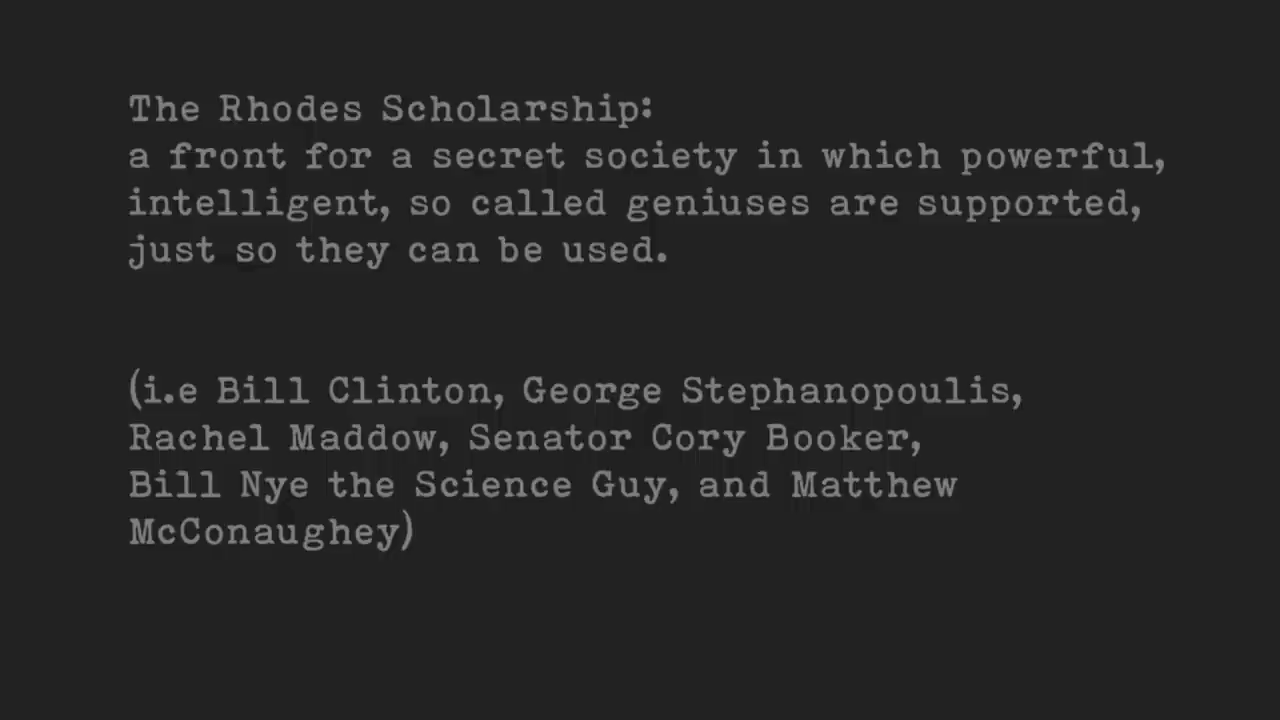 The Rhodes Scholarship:
a front for a secret society in which powerful,
intelligent, so called geniuses are supported,
just so they can be used.
(i.e Bill Clinton, George Stephanopoulis,
Rachel Maddow, Senator Cory Booker,
Bill Nye the Science Guy, and Matthew
McConaughey)